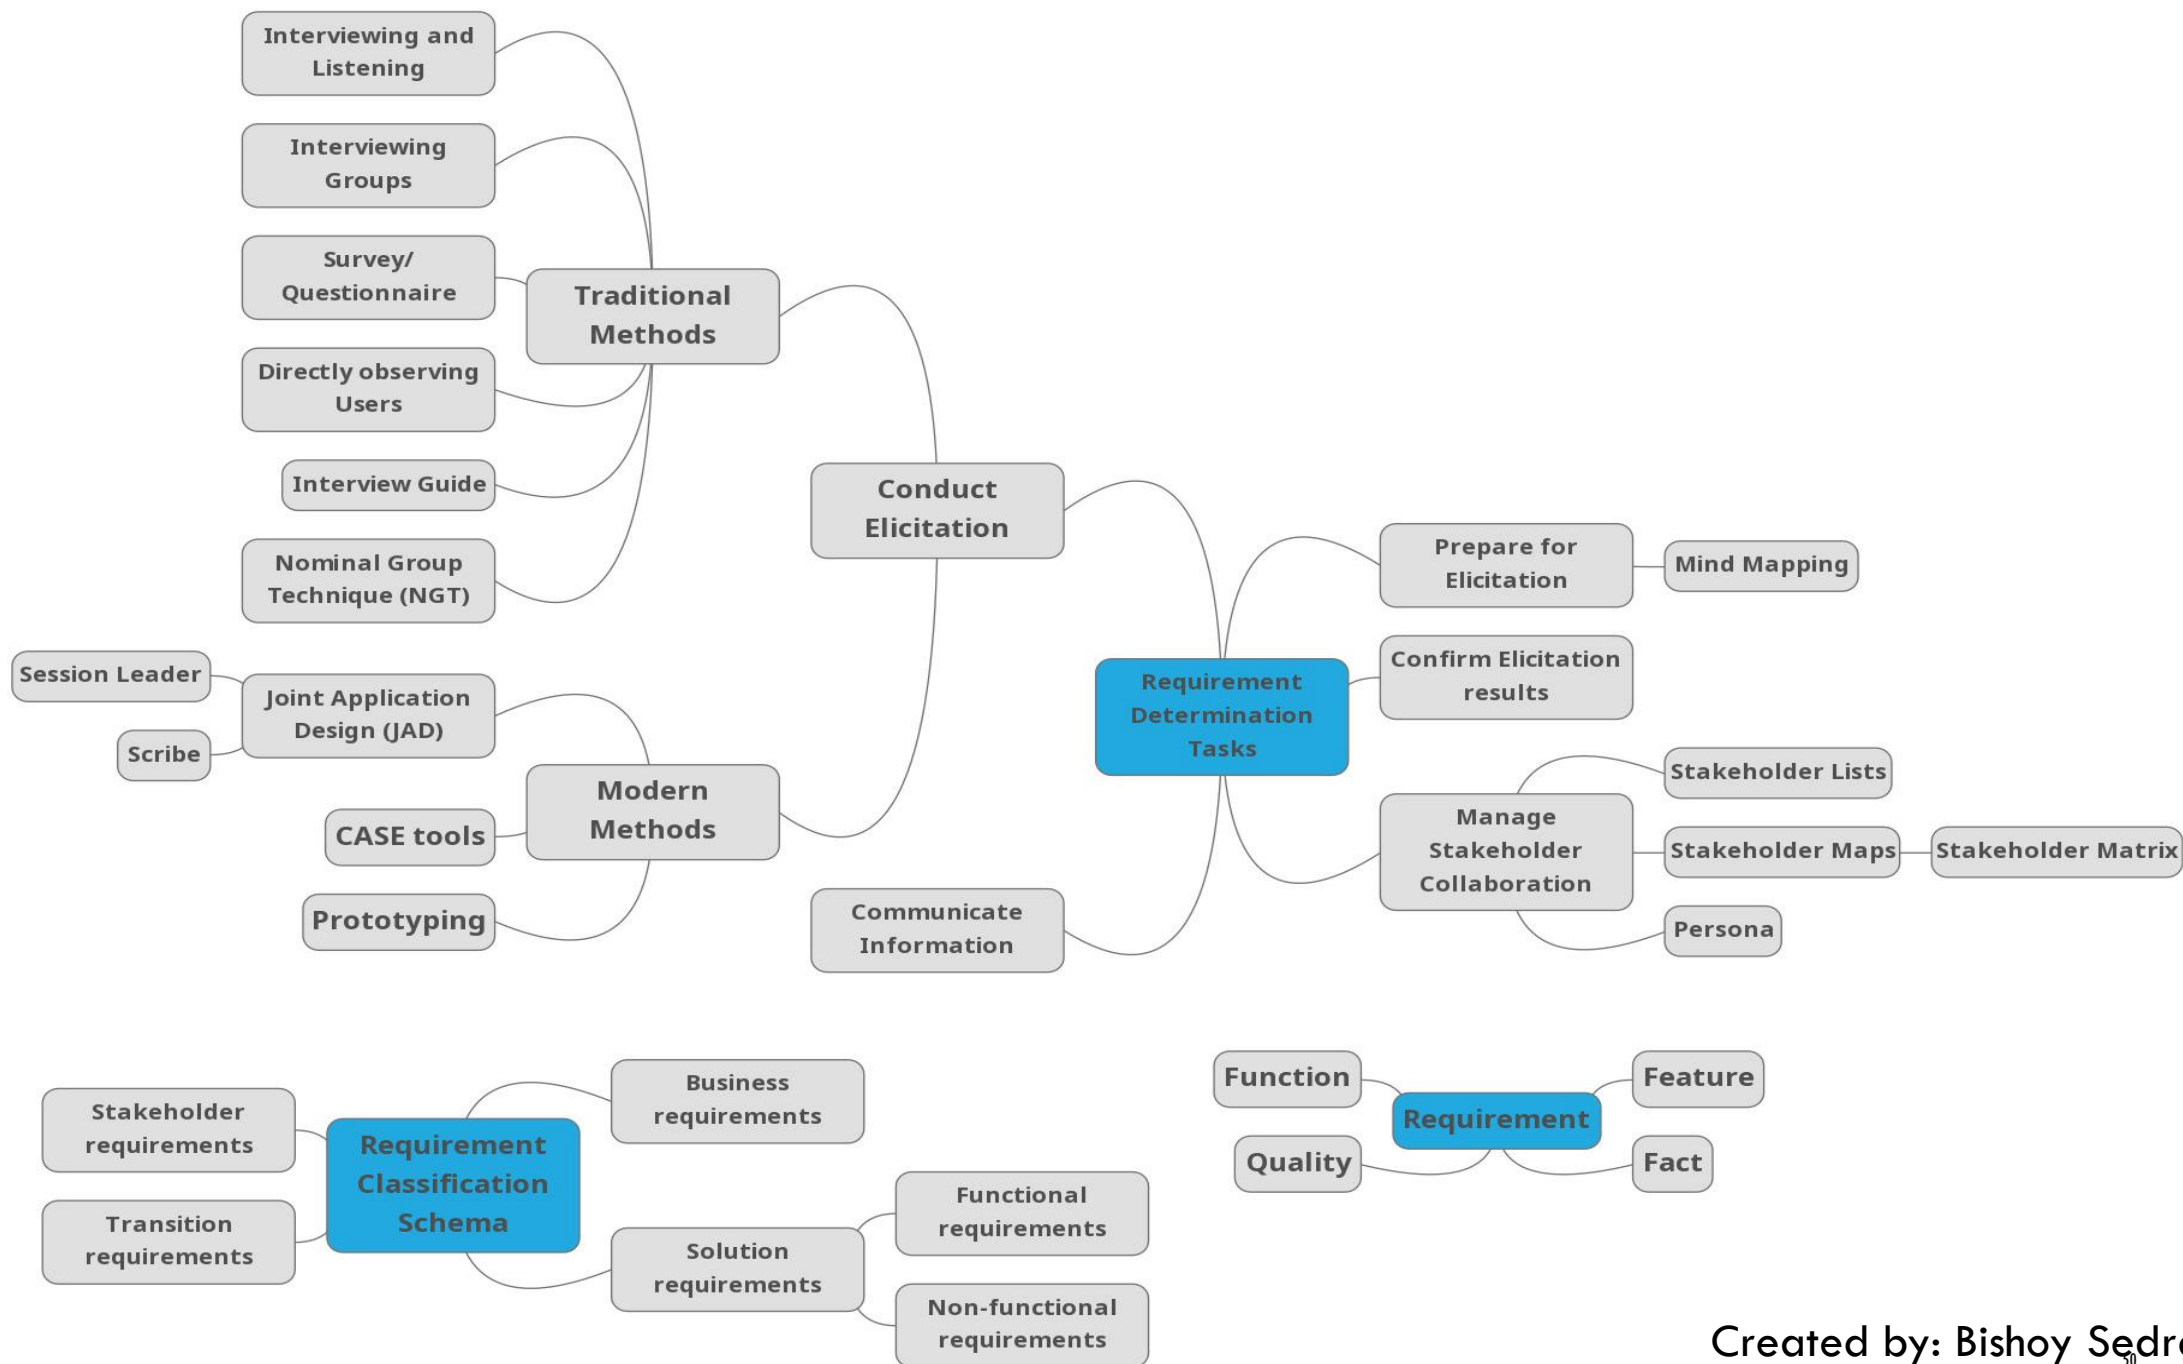 Interviewing and
Listening
Interviewing
Groups
Survey/
Questionnaire
Directly observing
Users
Interview Guide
Nominal Group
Technique (NGT)
Traditional
Methods
Conduct
Elicitation
Session Leader
Scribe
Joint Application
Design (JAD)
CASE tools
Prototyping
Modern
Methods
Communicate
Information
Requirement
Determination
Tasks
Prepare for
Elicitation
Mind Mapping
Confirm Elicitation
results
Manage
Stakeholder
Collaboration
Stakeholder Lists
Stakeholder Maps
Stakeholder Matrix
Persona
Stakeholder
requirements
Transition
requirements
Requirement
Classification
Schema
Business
requirements
Solution
requirements
Functional
requirements
Non-functional
requirements
Function
Quality
Requirement
Feature
Fact
Created by: Bishoy